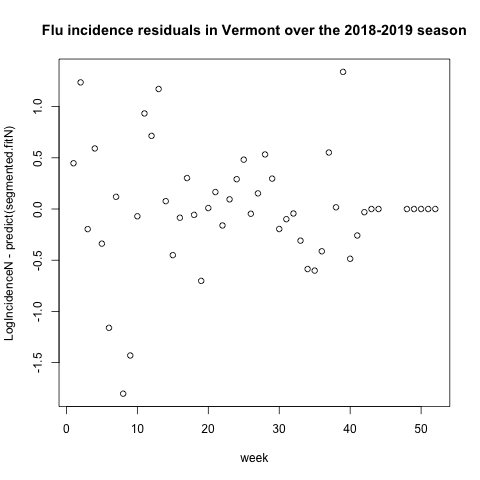 Flu incidence residuals in Vermont over the 2018-2019 season
LogIncidenceN - predict(segmented.fitN)
1.0
0.5
0.0
-0.5
-1.0
-1.5
0 10 20 30 40 50
week